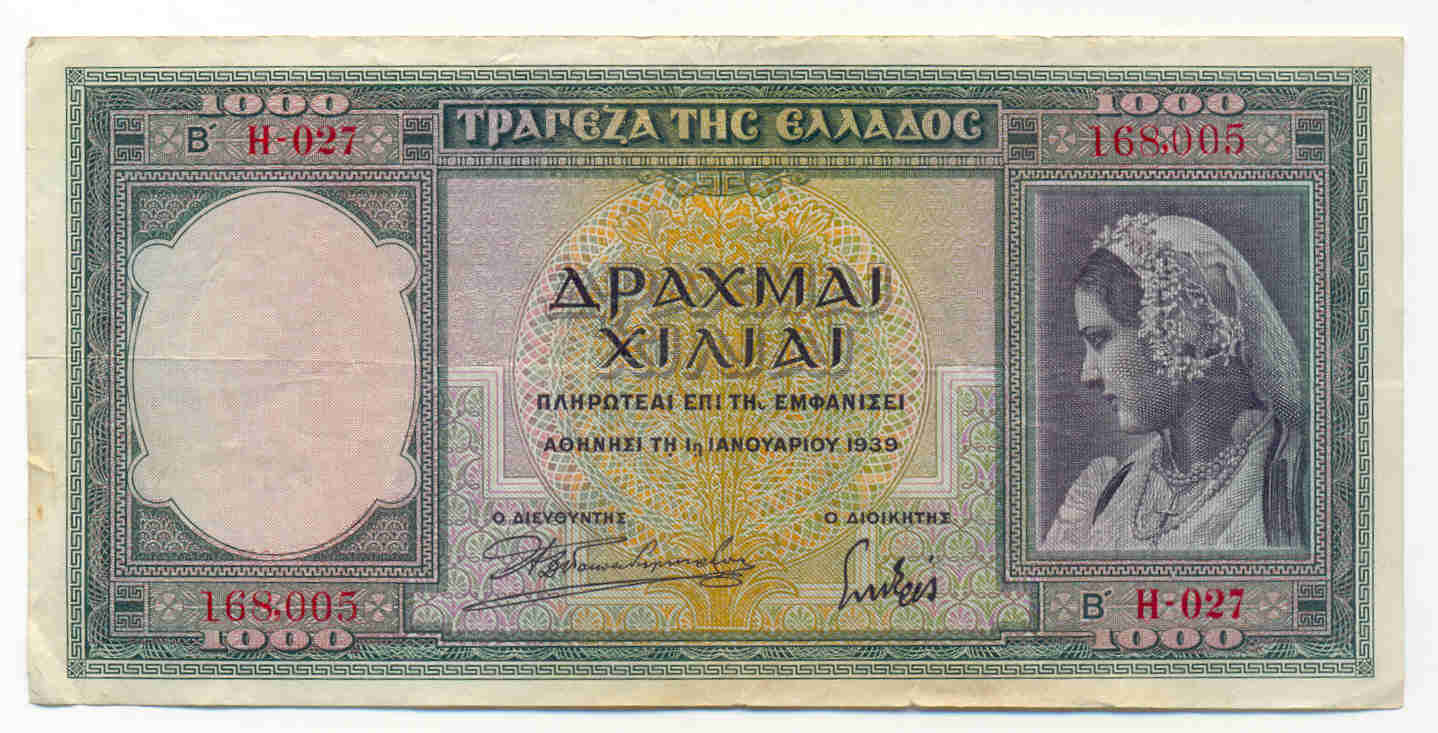 1000 1000
Β΄ Η-027 ΤΡΑΠΕΖΑ ΤΗΣ ΕΛΛΑΔΟΣ 168,005
ΔΡΑΧΜΑΙ
ΧΙΛΙΑΙ
ΠΛΗΡΩΤΕΑΙ ΕΠΙ ΤΗ ΕΜΦΑΝΙΣΕΙ
ΑΘΗΝΗΣΙ ΤΗ 1η ΙΑΝΟΥΑΡΙΟΥ 1939
Ο ΔΙΕΥΘΥΝΤΗΣ Ο ΔΙΟΙΚΗΤΗΣ
168,005 Β΄ Η-027
1000 1000